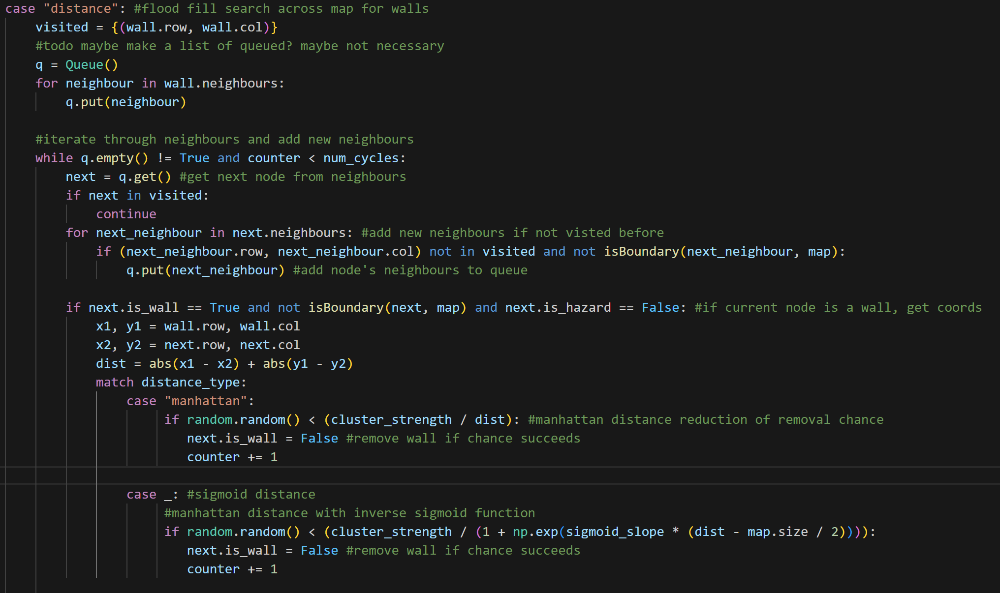 case "distance": #flood fill search across map for walls
visited = {(wall.row, wall.col)}
#todo maybe make a list of queued? maybe not necessary
q = Queue()
for neighbour in wall.neighbours:
q.put(neighbour)
#iterate through neighbours and add new neighbours
while q.empty() != True and counter < num_cycles:
next = q.get() #get next node from neighbours
if next in visited:
continue
for next_neighbour in next.neighbours: #add new neighbours if not visted before
if (next_neighbour.row, next_neighbour.col) not in visited and not isBoundary(next_neighbour, map):
q.put(next_neighbour) #add node's neighbours to queue
if next.is_wall == True and not isBoundary(next, map) and next.is_hazard == False: #if current node is a wall, get coords
x1, y1 = wall.row, wall.col
x2, y2 = next.row, next.col
dist = abs(x1 - x2) + abs(y1 - y2)
match distance_type:
case "manhattan":
if random.random() < (cluster_strength / dist): #manhattan distance reduction of removal chance
next.is_wall = False #remove wall if chance succeeds
counter += 1
case _: #sigmoid distance
#manhattan distance with inverse sigmoid function
if random.random() < (cluster_strength / (1 + np.exp(sigmoid_slope * (dist - map.size / 2)))):
next.is_wall = False #remove wall if chance succeeds
counter += 1